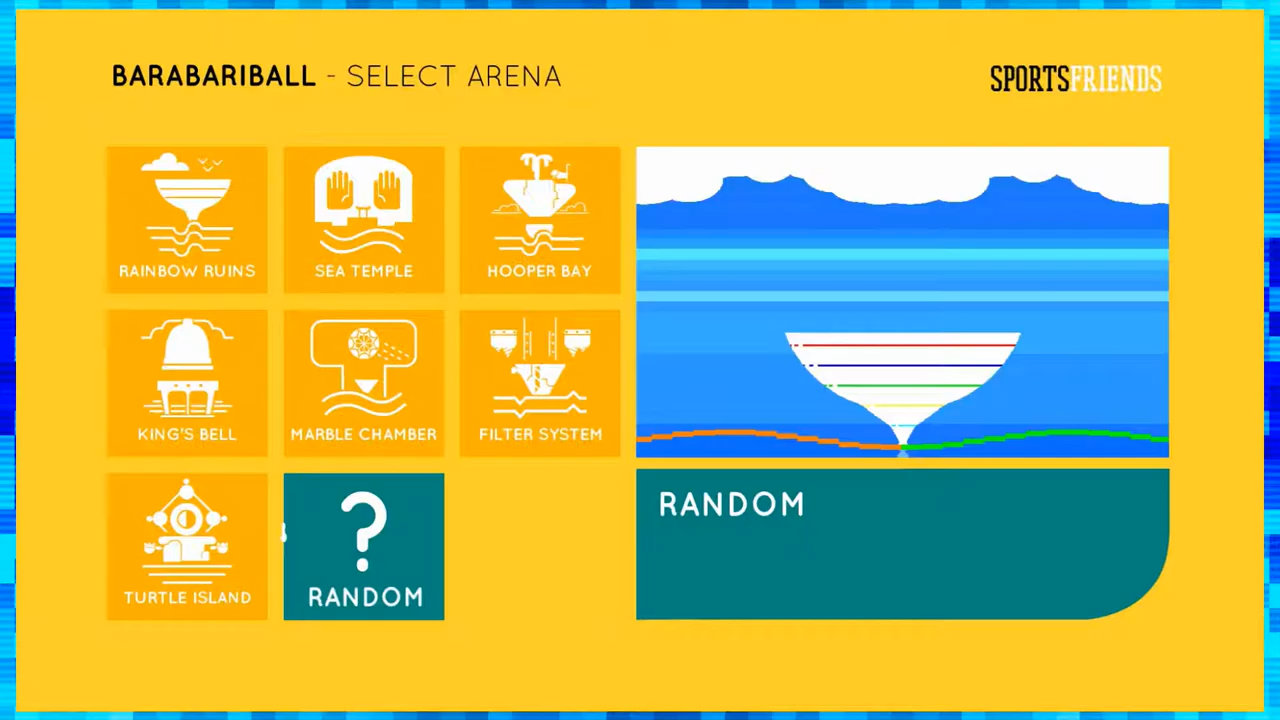 BARABARIBALL - SELECT ARENA
SPORTSFRIENDS
RAINBOW RUINS
SEA TEMPLE
HOOPER BAY
KING'S BELL
MARBLE CHAMBER
FILTER SYSTEM
TURTLE ISLAND
?
RANDOM
RANDOM